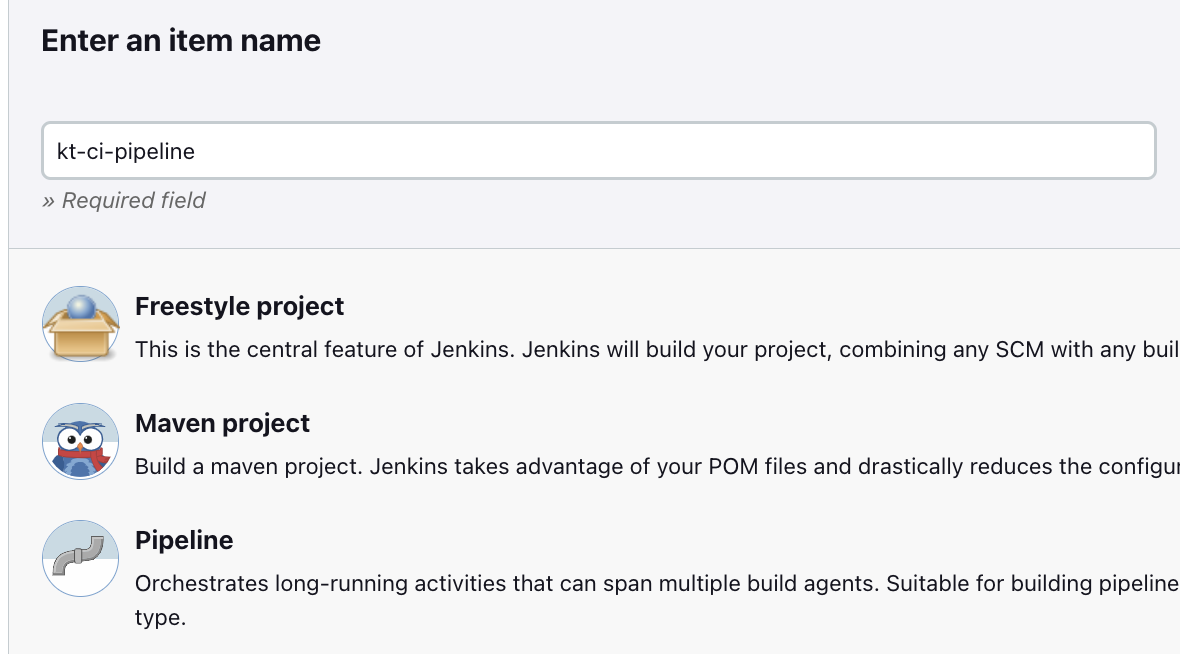 Enter an item name
kt-ci-pipeline
» Required field
Freestyle project
This is the central feature of Jenkins. Jenkins will build your project, combining any SCM with any buil
Maven project
Build a maven project. Jenkins takes advantage of your POM files and drastically reduces the configur
Pipeline
Orchestrates long-running activities that can span multiple build agents. Suitable for building pipeline
type.